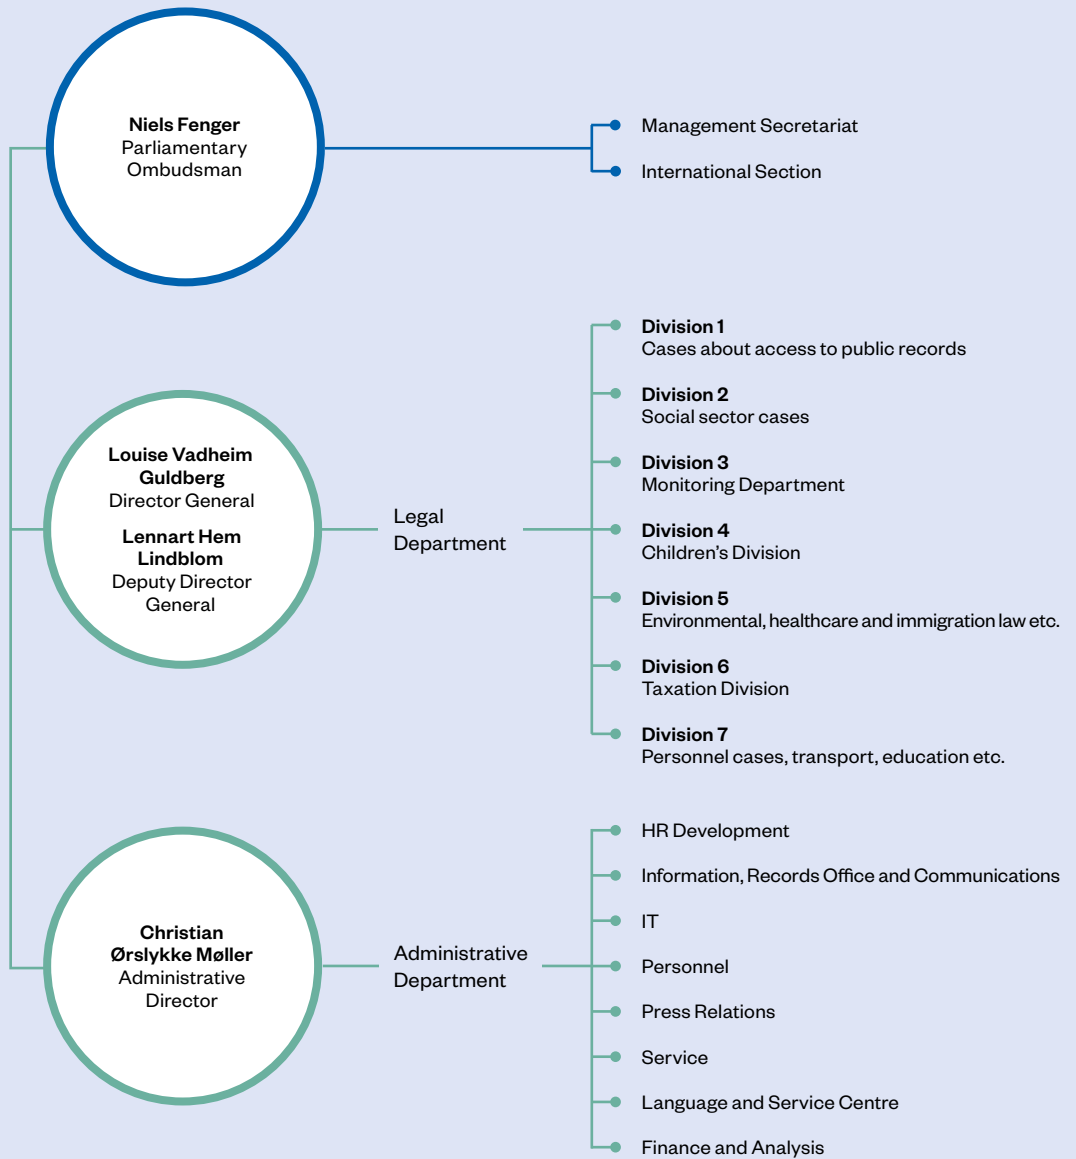 Niels Fenger
Parliamentary
Ombudsman
Management Secretariat
International Section
Louise Vadheim
Guldberg
Director General
Lennart Hem
Lindblom
Deputy Director
General
Legal
Department
Division 1
Cases about access to public records
Division 2
Social sector cases
Division 3
Monitoring Department
Division 4
Children’s Division
Division 5
Environmental, healthcare and immigration law etc.
Division 6
Taxation Division
Division 7
Personnel cases, transport, education etc.
Christian
Ørslykke Møller
Administrative
Director
Administrative
Department
HR Development
Information, Records Office and Communications
IT
Personnel
Press Relations
Service
Language and Service Centre
Finance and Analysis